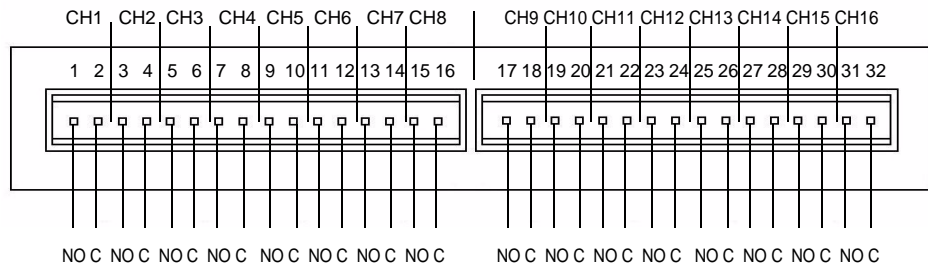 CH1 CH2 CH3 CH4 CH5 CH6 CH7 CH8 CH9 CH10 CH11 CH12 CH13 CH14 CH15 CH16
1 2 3 4 5 6 7 8 9 10 11 12 13 14 15 16 17 18 19 20 21 22 23 24 25 26 27 28 29 30 31 32
NO C NO C NO C NO C NO C NO C NO C NO C NO C NO C NO C NO C NO C NO C NO C NO C